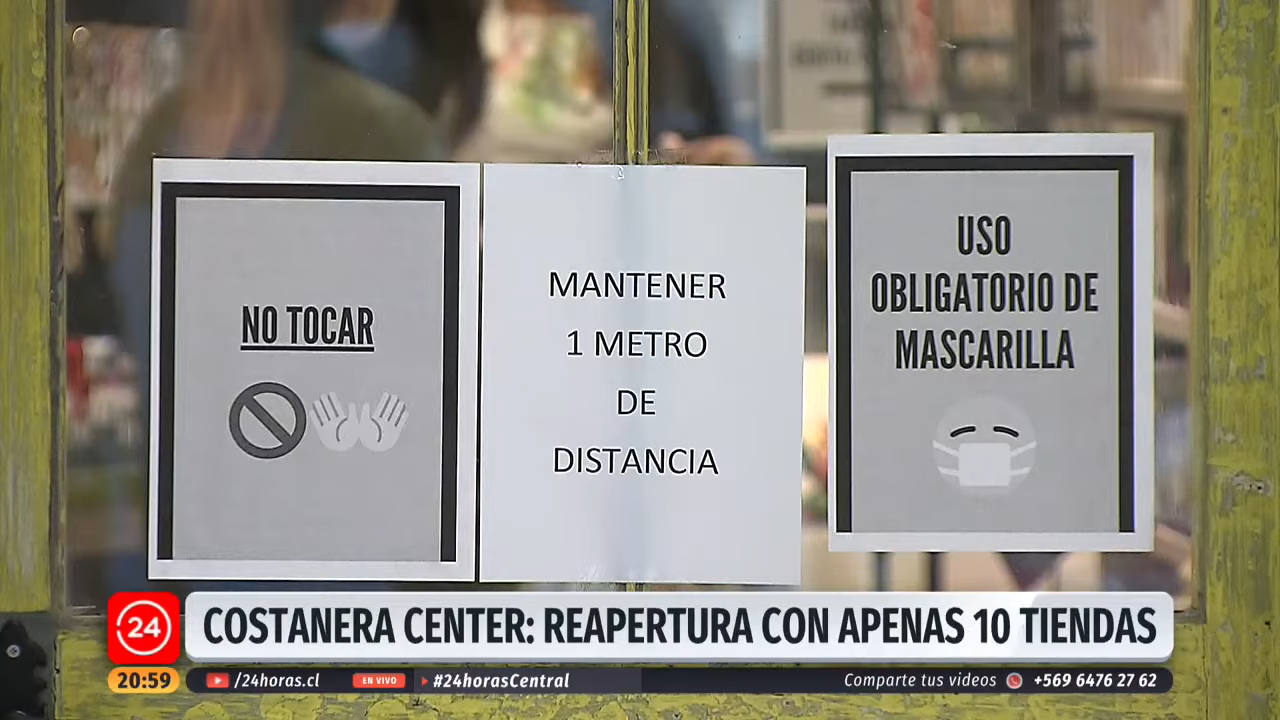 NO TOCAR
MANTENER
1 METRO
DE
DISTANCIA
USO
OBLIGATORIO DE
MASCARILLA
24
COSTANERA CENTER: REAPERTURA CON APENAS 10 TIENDAS
20:59
/24horas.cl
EN VIVO
#24horasCentral
Comparte tus videos
+569 6476 27 62